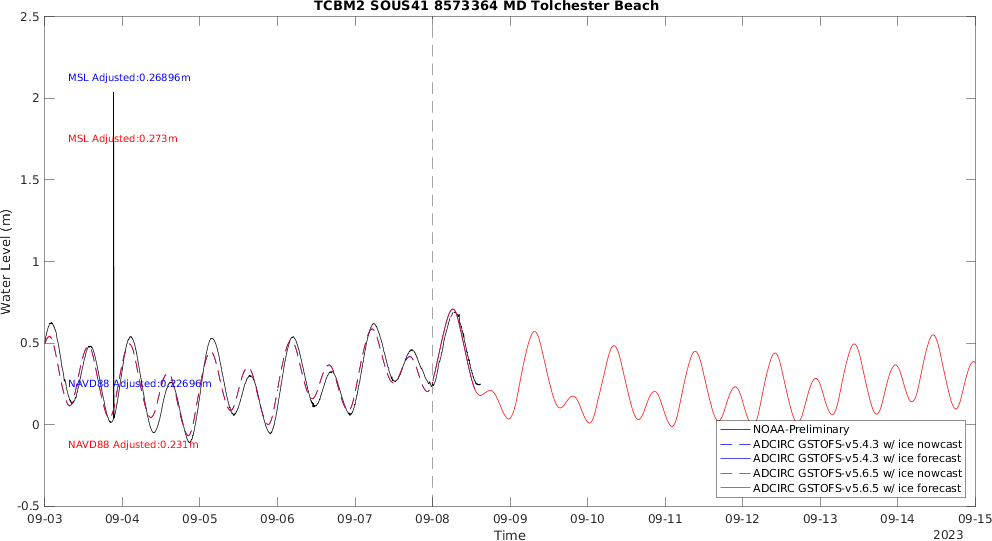 TCBM2 SOUS41 8573364 MD Tolchester Beach
2.5
2
1.5
1
0.5
0
-0.5
Water Level (m)
MSL Adjusted:0.26896m
MSL Adjusted:0.273m
NAVD88 Adjusted:0.22696m
NAVD88 Adjusted:0.231m
NOAA-Preliminary
ADCIRC GSTOFS-v5.4.3 w/ ice nowcast
ADCIRC GSTOFS-v5.4.3 w/ ice forecast
ADCIRC GSTOFS-v5.6.5 w/ ice nowcast
ADCIRC GSTOFS-v5.6.5 w/ ice forecast
09-03 09-04 09-05 09-06 09-07 09-08 09-09 09-10 09-11 09-12 09-13 09-14 09-15
Time
2023